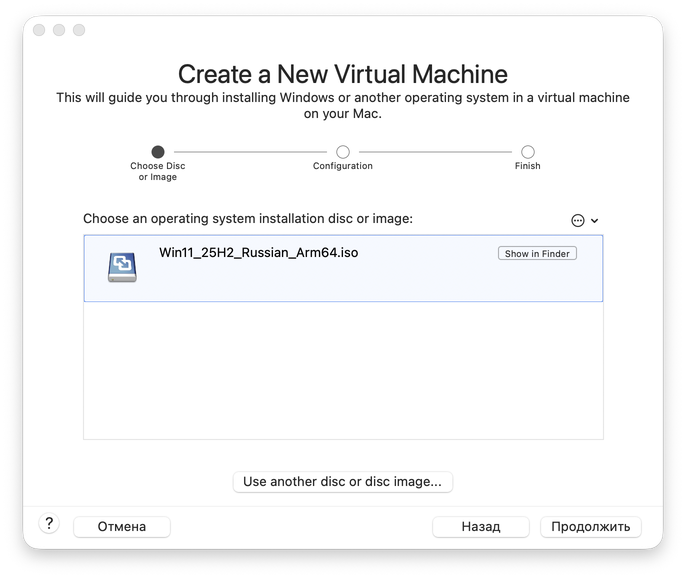 Create a New Virtual Machine
This will guide you through installing Windows or another operating system in a virtual machine
on your Mac.
Choose Disc
or Image
Configuration
Finish
Choose an operating system installation disc or image:
Win11_25H2_Russian_Arm64.iso
Show in Finder
Use another disc or disc image...
?
Отмена
Назад
Продолжить